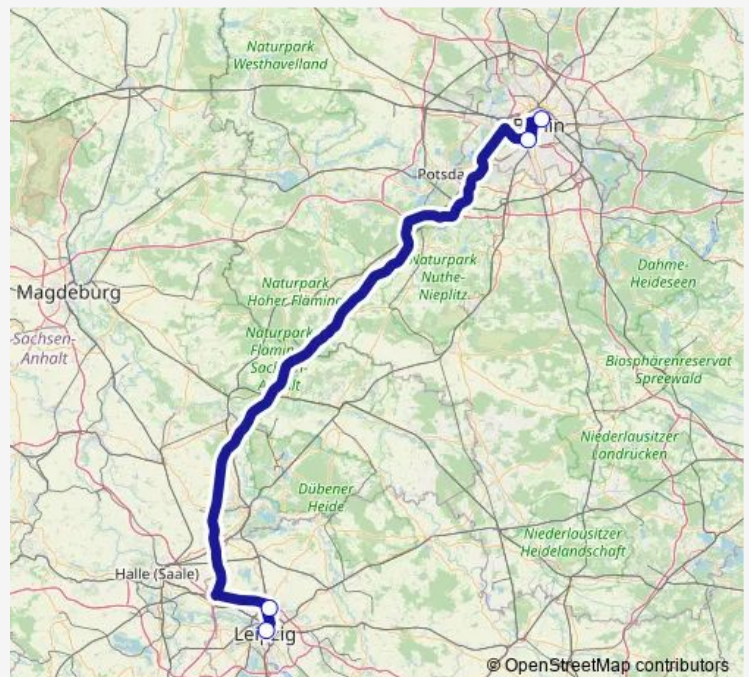 Naturpark
Westhavelland
Potsda
Magdeburg
Naturpark
Nuthe-
Nieplitz
Dahme-
Heideseen
Naturpark
Hoher Fläming
-Sachsen-
Anhalt
Naturpark
Biosphärenreservat
Spreewald
Niederlausitzer
Landrücken
Dübener
Heide
Niederlausitzer
Heidelandschaft
Halle (Saale)
© OpenStreetMap contributors